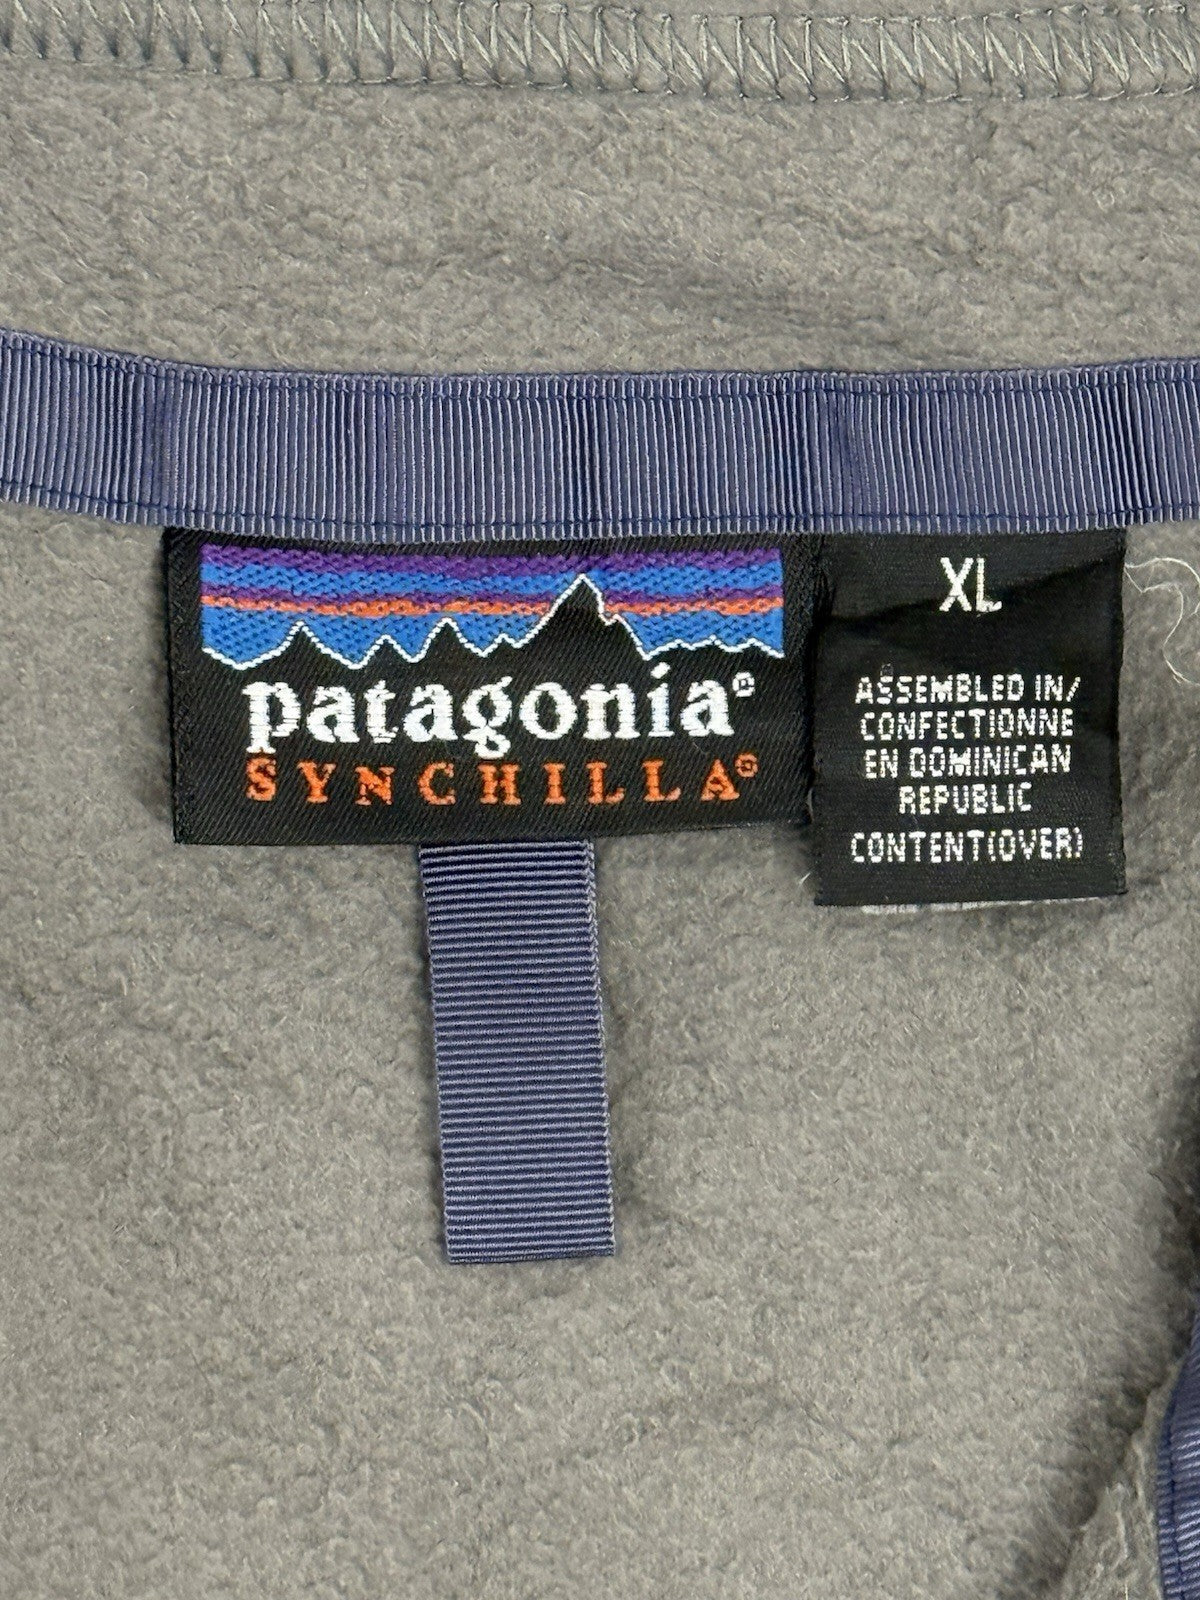 patagonia®
SYNCHILLA®
XL
ASSEMBLED IN/
CONFECTIONNE
EN DOMINICAN
REPUBLIC
CONTENT(OVER)